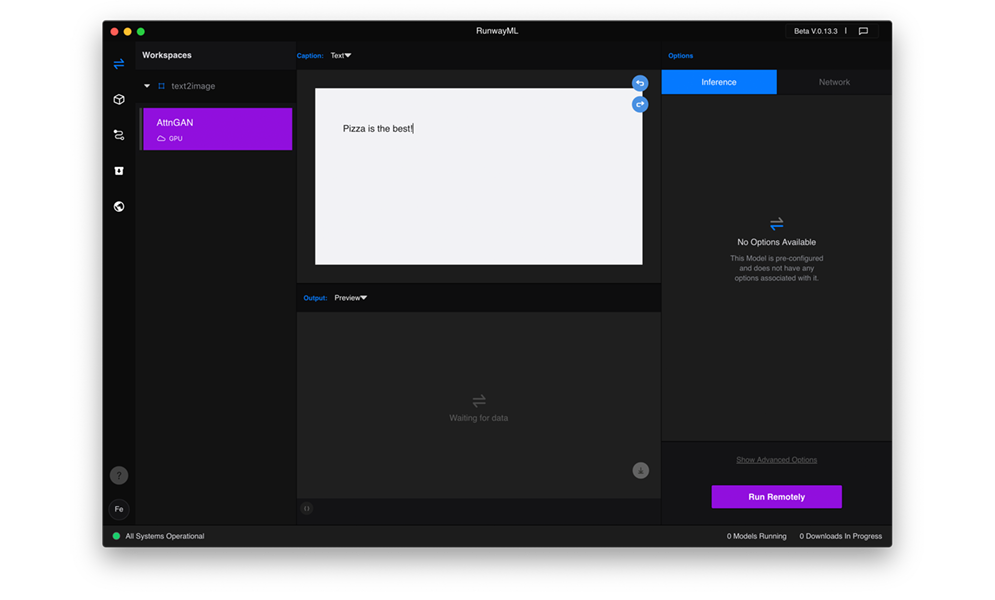 RunwayML
Beta V.0.13.3
Workspaces
text2image
AttnGAN
GPU
Caption: Text
Pizza is the best!
Output: Preview
Waiting for data
Options
Inference
Network
No Options Available
This Model is pre-configured
and does not have any
options associated with it.
Show Advanced Options
Run Remotely
?
Fe
All Systems Operational
0 Models Running
0 Downloads In Progress